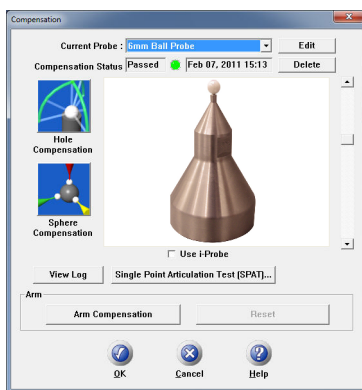 Compensation
Current Probe : 6mm Ball Probe Edit
Compensation Status Passed Feb 07, 2011 15:13 Delete
Hole
Compensation
Sphere
Compensation
Use i-Probe
View Log Single Point Articulation Test [SPAT]...
Arm
Arm Compensation Reset
OK Cancel Help